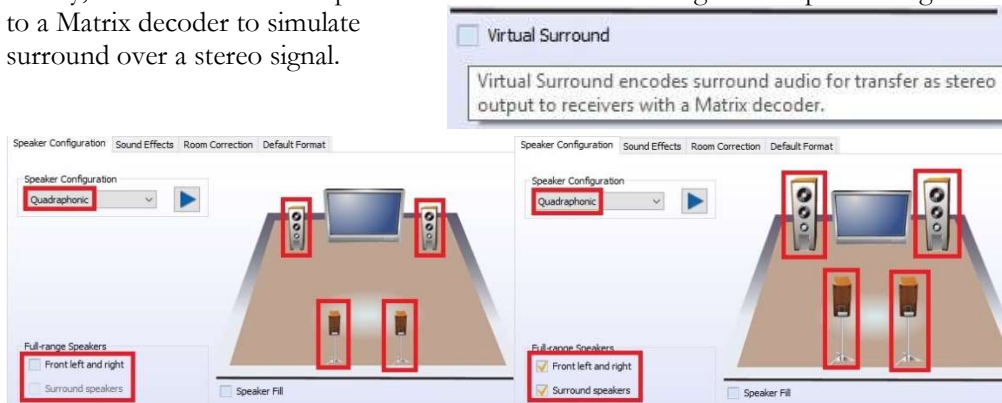 to a Matrix decoder to simulate
surround over a stereo signal.
Virtual Surround
Virtual Surround encodes surround audio for transfer as stereo
output to receivers with a Matrix decoder.
Speaker Configuration Sound Effects Room Correction Default Format
Speaker Configuration
Quadraphonic
Full-range Speakers
Front left and right
Surround speakers
Speaker Fill
Speaker Configuration Sound Effects Room Correction Default Format
Speaker Configuration
Quadraphonic
Full-range Speakers
Front left and right
Surround speakers
Speaker Fill